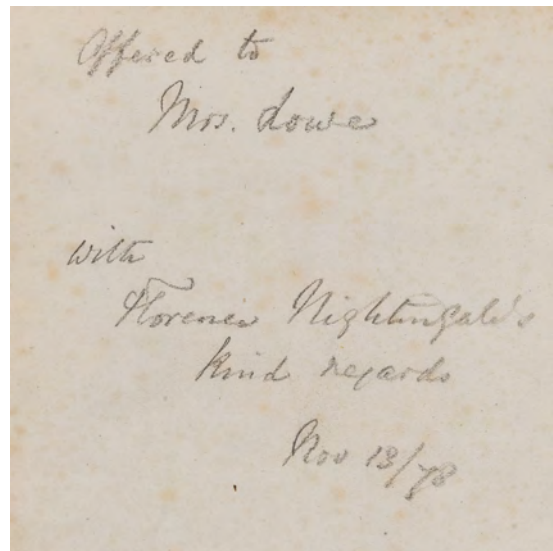 Offered to
Mrs. Lowe
with
Florence Nightingale's
kind regards
Nov 13/78